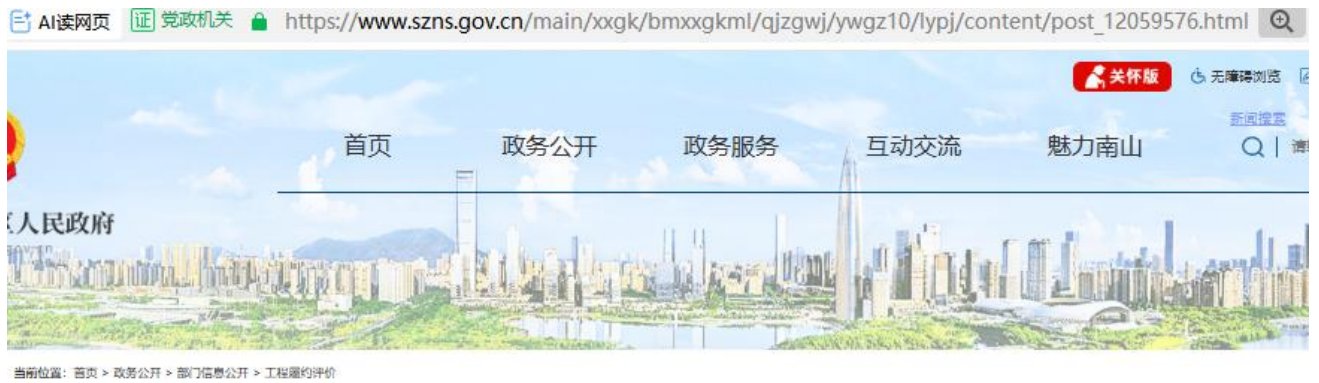 AI读网页 证 党政机关 https://www.szns.gov.cn/main/xxgk/bmxxgkml/qjzgwj/ywgz10/lypj/content/post_12059576.html
关怀版 无障碍浏览
新闻搜索
首页 政务公开 政务服务 互动交流 魅力南山
人民政府
gov.cn
当前位置：首页 > 政务公开 > 部门信息公开 > 工程履约评价